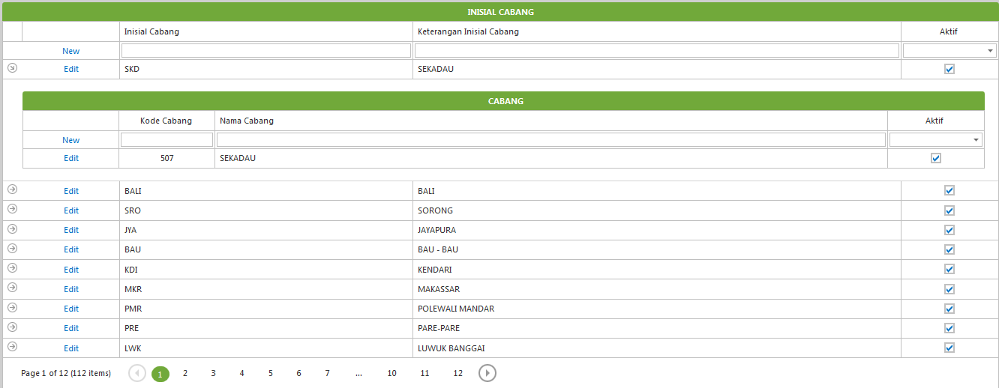 INISIAL CABANG
Inisial Cabang Keterangan Inisial Cabang Aktif
New
Edit SKD SEKADAU
CABANG
Kode Cabang Nama Cabang Aktif
New
Edit 507 SEKADAU
Edit BALI BALI
Edit SRO SORONG
Edit JYA JAYAPURA
Edit BAU BAU - BAU
Edit KDI KENDARI
Edit MKR MAKASSAR
Edit PMR POLEWALI MANDAR
Edit PRE PARE-PARE
Edit LWK LUWUK BANGGAI
Page 1 of 12 (112 items) 1 2 3 4 5 6 7 ... 10 11 12